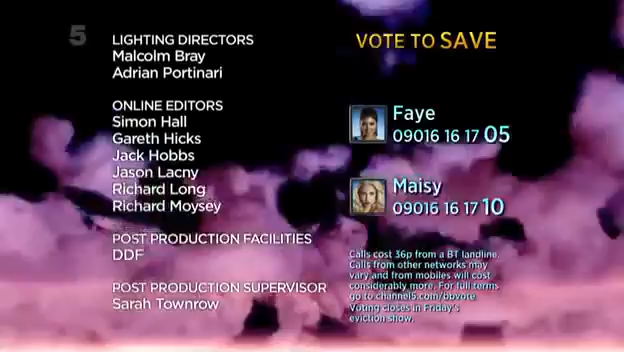 5
LIGHTING DIRECTORS
Malcolm Bray
Adrian Portinari
ONLINE EDITORS
Simon Hall
Gareth Hicks
Jack Hobbs
Jason Lacny
Richard Long
Richard Moysey
POST PRODUCTION FACILITIES
DDF
POST PRODUCTION SUPERVISOR
Sarah Townrow
VOTE TO SAVE
Faye
09016 16 17 05
Maisy
09016 16 17 10
Calls cost 36p from a BT landline.
Calls from other networks may
vary and from mobiles will cost
considerably more. For full terms
go to channel5.com/bbvote
Voting closes in Friday's
eviction show.